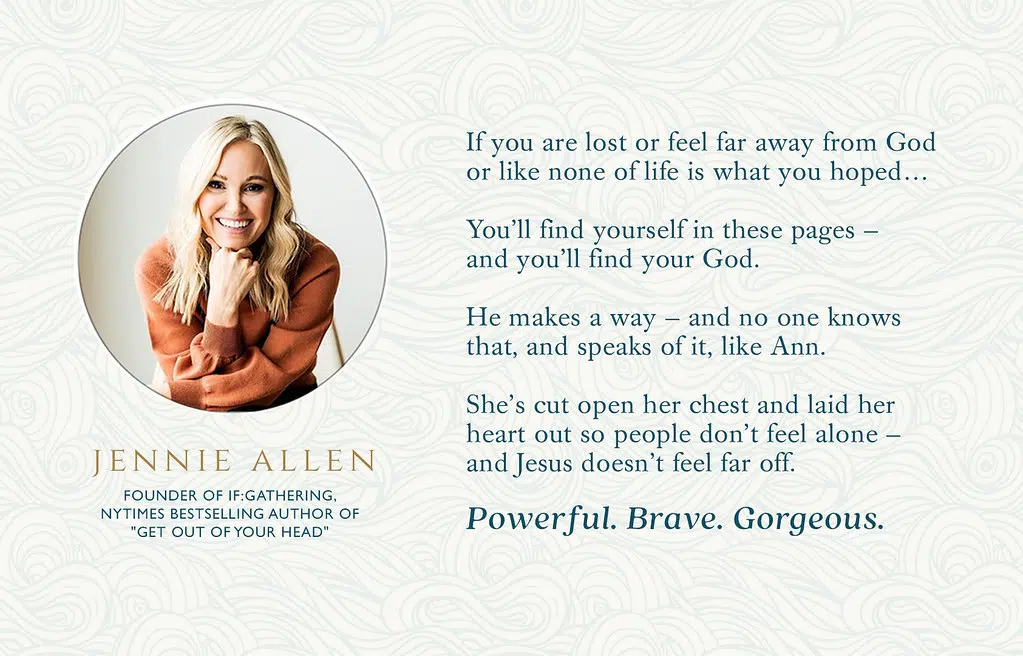 JENNIE ALLEN
FOUNDER OF IF:GATHERING,
NYTIMES BESTSELLING AUTHOR OF
"GET OUT OF YOUR HEAD"
If you are lost or feel far away from God
or like none of life is what you hoped…
You’ll find yourself in these pages –
and you’ll find your God.
He makes a way – and no one knows
that, and speaks of it, like Ann.
She’s cut open her chest and laid her
heart out so people don’t feel alone –
and Jesus doesn’t feel far off.
Powerful. Brave. Gorgeous.